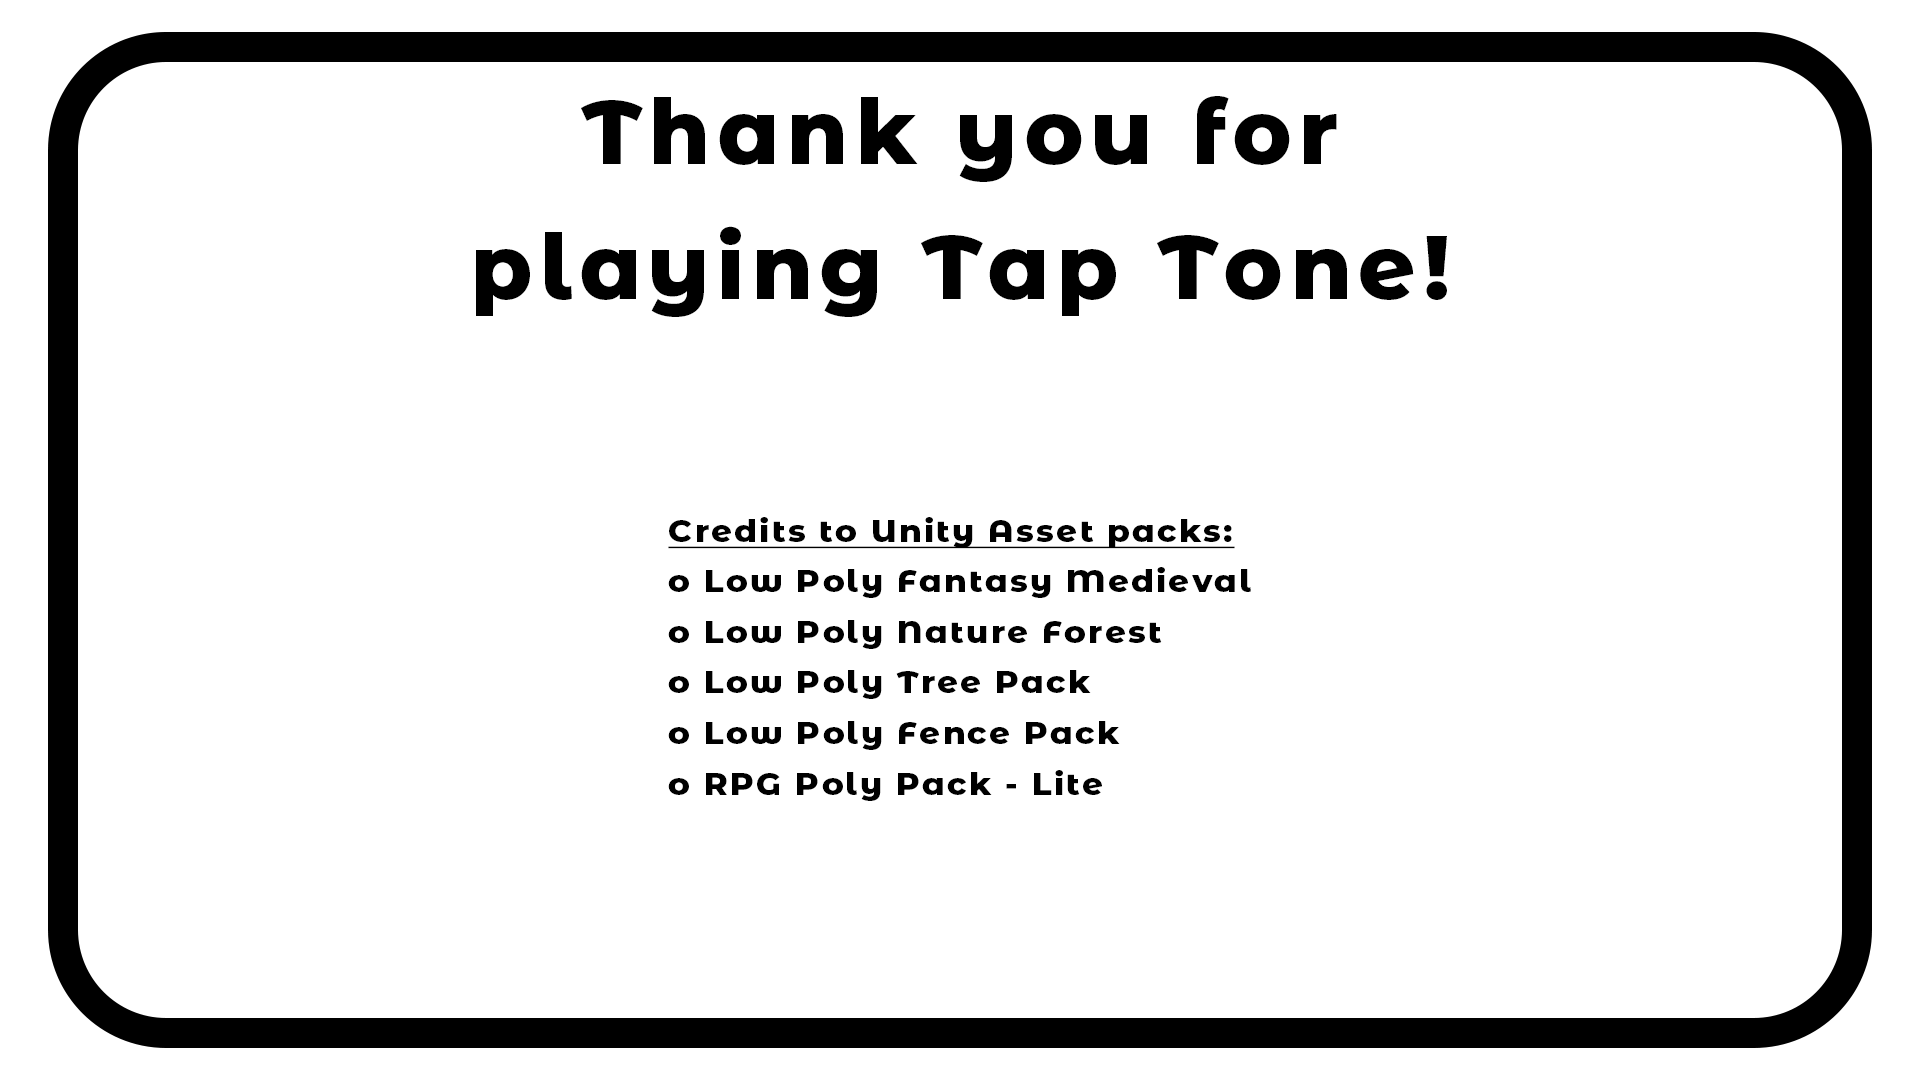 Thank you for
playing Tap Tone!
Credits to Unity Asset packs:
o Low Poly Fantasy Medieval
o Low Poly Nature Forest
o Low Poly Tree Pack
o Low Poly Fence Pack
o RPG Poly Pack - Lite